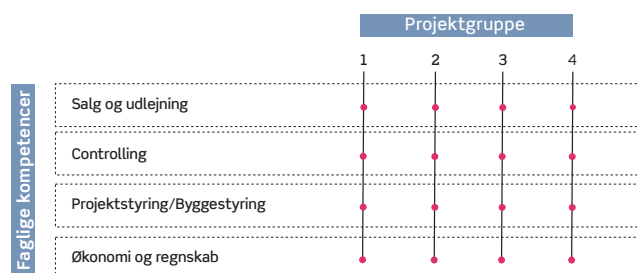 Projektgruppe
1 2 3 4
Faglige kompetencer
Salg og udlejning
Controlling
Projektstyring/Byggestyring
Økonomi og regnskab